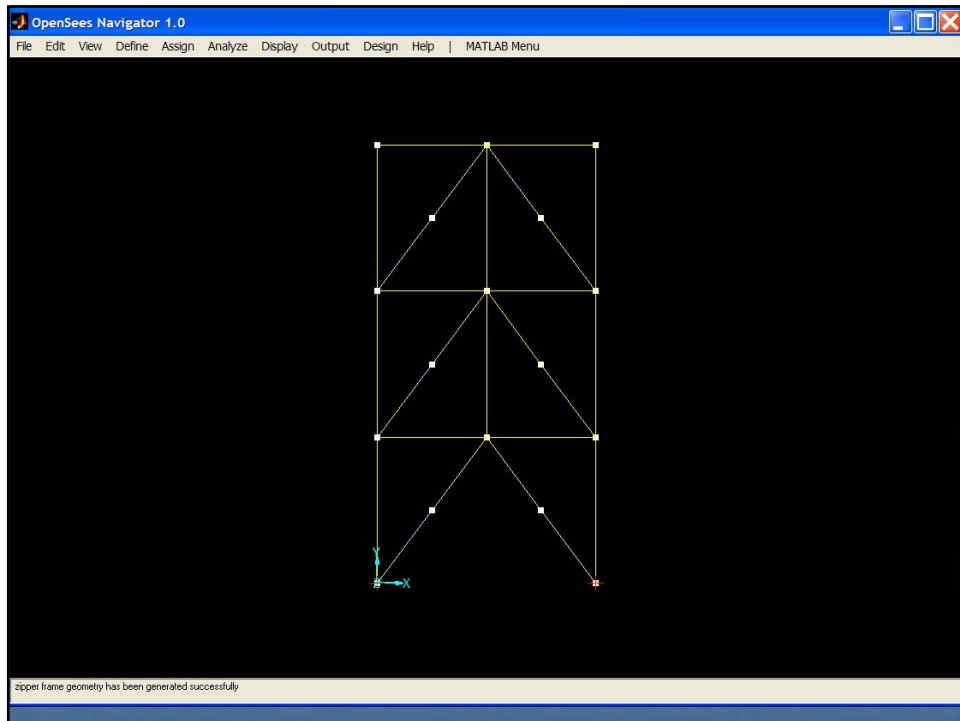 OpenSees Navigator 1.0
File Edit View Define Assign Analyze Display Output Design Help | MATLAB Menu
Y
X
zipper frame geometry has been generated successfully